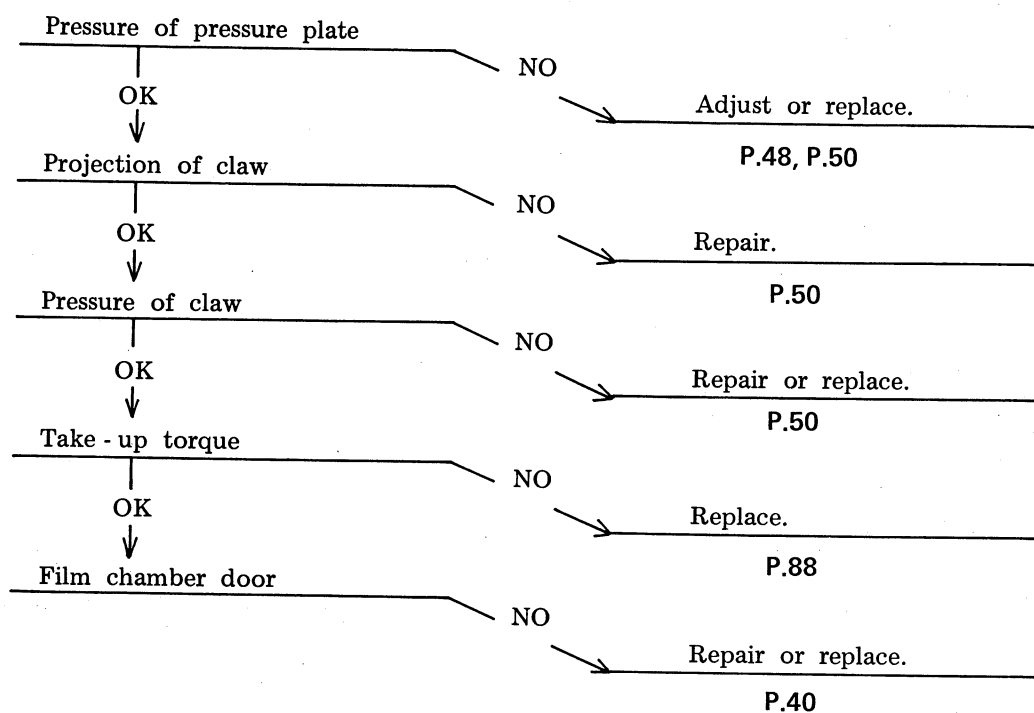 Pressure of pressure plate
NO
OK
Adjust or replace.
P.48, P.50
Projection of claw
NO
OK
Repair.
P.50
Pressure of claw
NO
OK
Repair or replace.
P.50
Take-up torque
NO
OK
Replace.
P.88
Film chamber door
NO
Repair or replace.
P.40